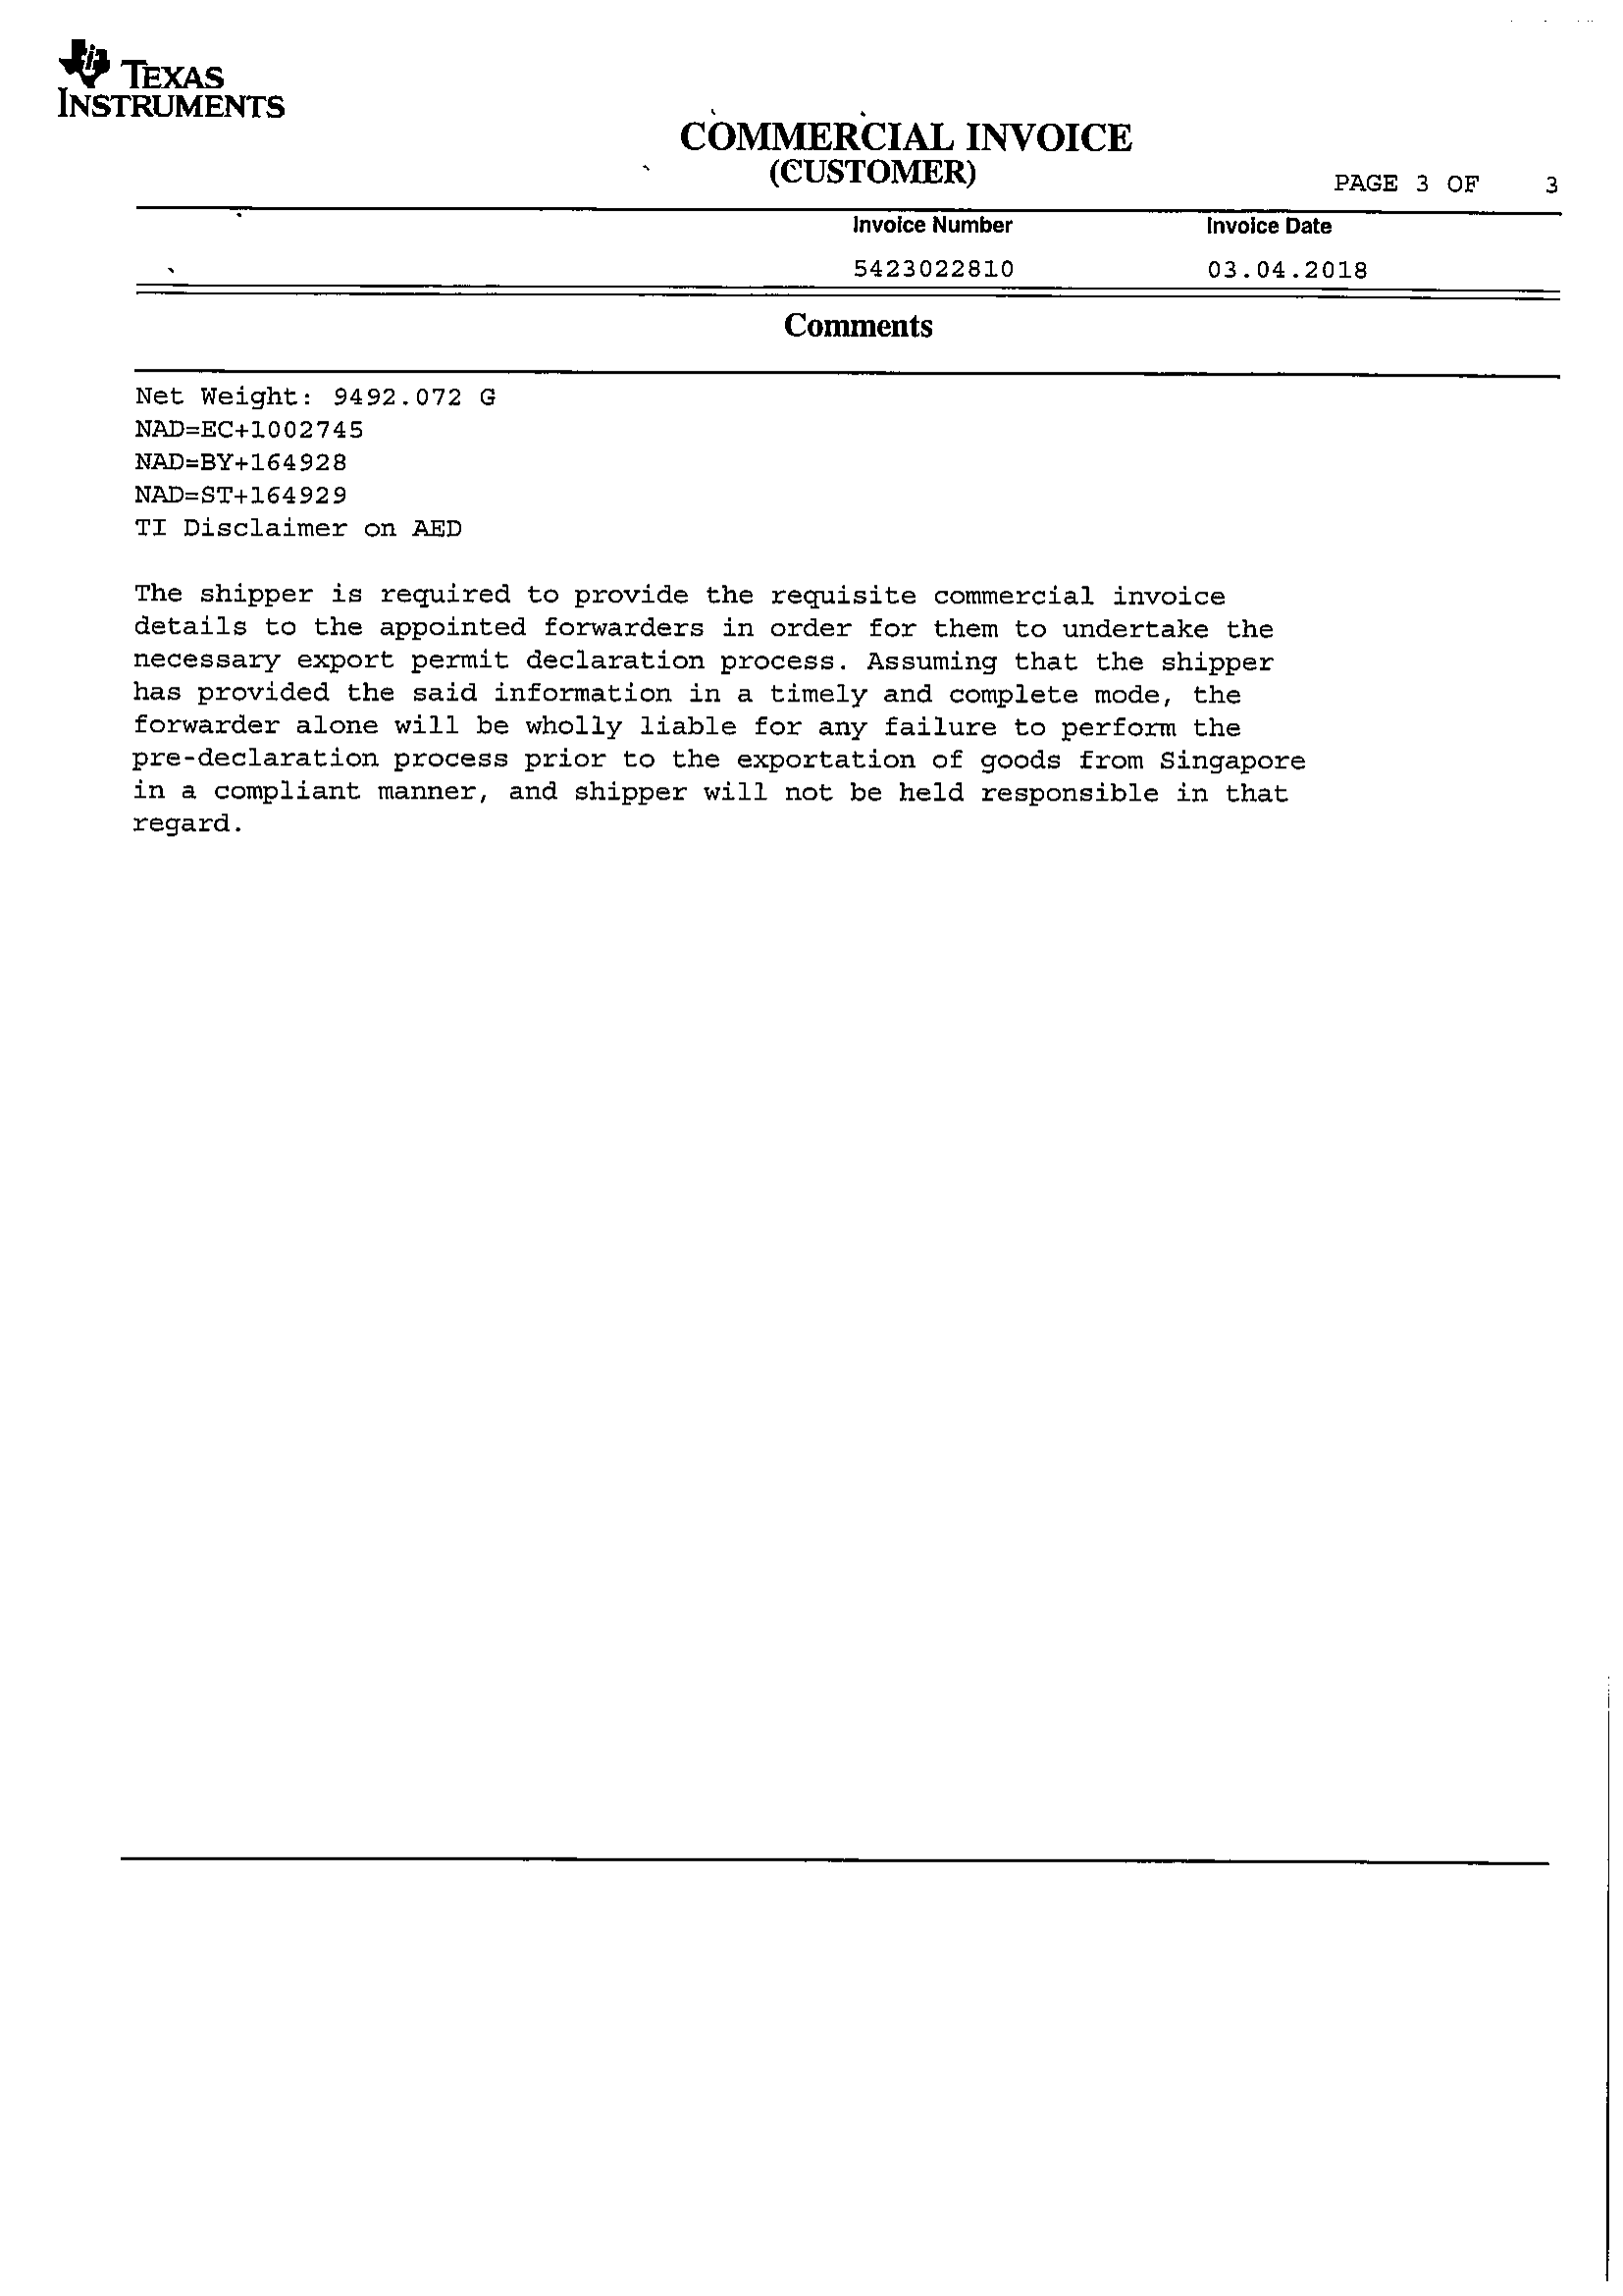 TEXAS
INSTRUMENTS
COMMERCIAL INVOICE
(CUSTOMER)
PAGE 3 OF 3
Invoice Number Invoice Date
5423022810 03.04.2018
Comments
Net Weight: 9492.072 G
NAD=EC+1002745
NAD=BY+164928
NAD=ST+164929
TI Disclaimer on AED
The shipper is required to provide the requisite commercial invoice
details to the appointed forwarders in order for them to undertake the
necessary export permit declaration process. Assuming that the shipper
has provided the said information in a timely and complete mode, the
forwarder alone will be wholly liable for any failure to perform the
pre-declaration process prior to the exportation of goods from Singapore
in a compliant manner, and shipper will not be held responsible in that
regard.